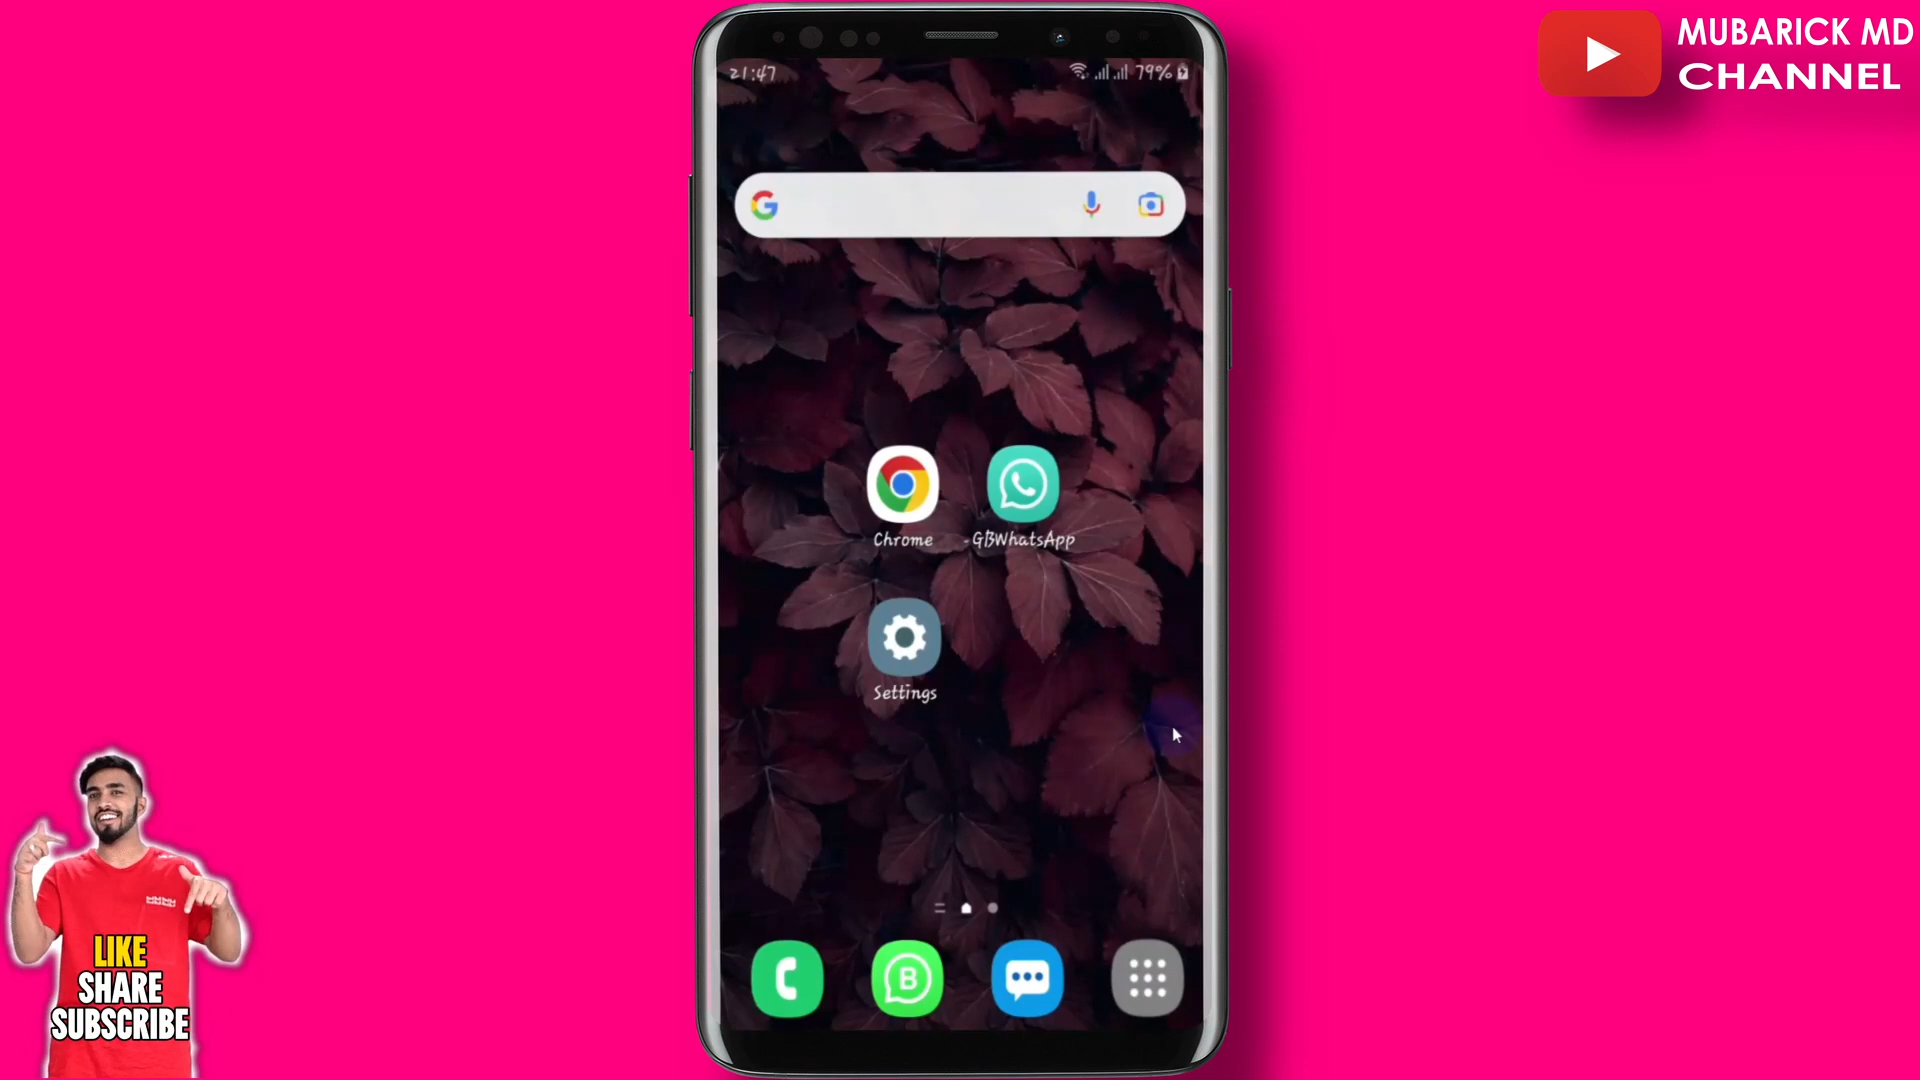 MUBARICK MD
CHANNEL
21:47
79%
G
Chrome
GBWhatsApp
Settings
B
LIKE
SHARE
SUBSCRIBE